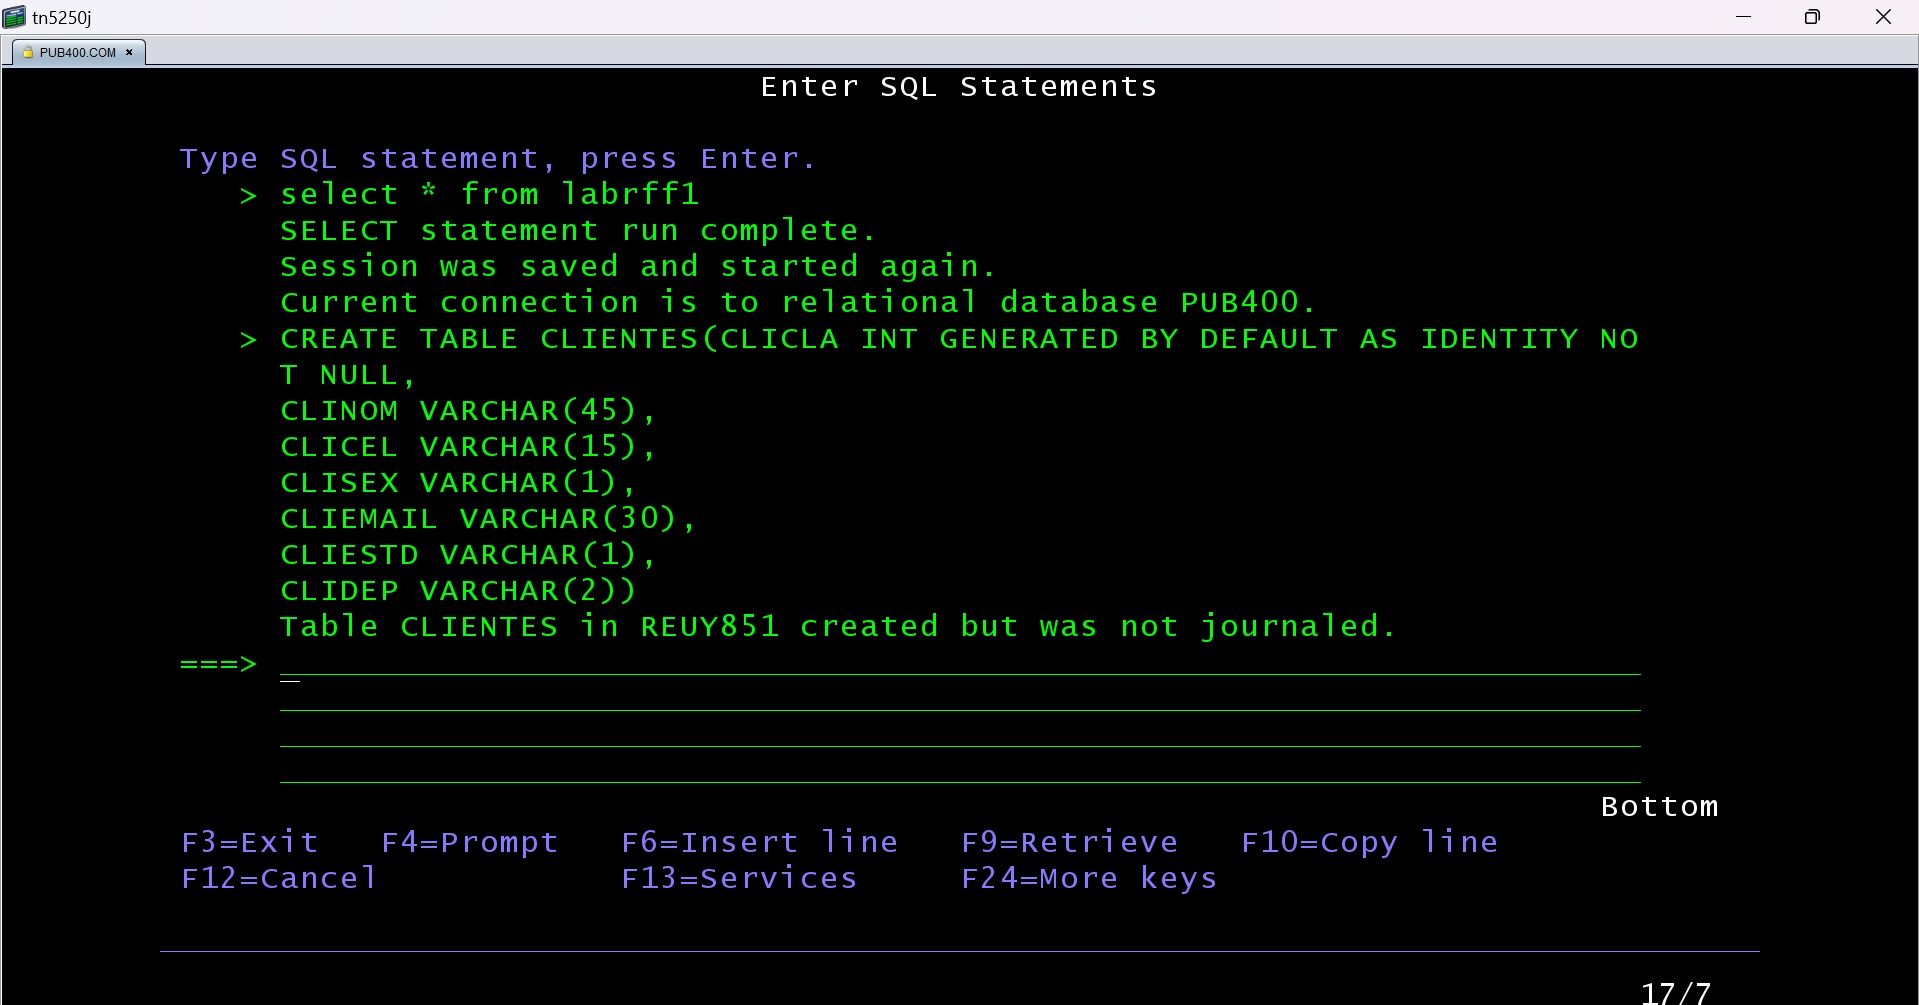 tn5250j
PUB400.COM
Enter SQL Statements
Type SQL statement, press Enter.
> select * from labrff1
SELECT statement run complete.
Session was saved and started again.
Current connection is to relational database PUB400.
> CREATE TABLE CLIENTES(CLICLA INT GENERATED BY DEFAULT AS IDENTITY NO
T NULL,
CLINOM VARCHAR(45),
CLICEL VARCHAR(15),
CLISEX VARCHAR(1),
CLIEMAIL VARCHAR(30),
CLIESTD VARCHAR(1),
CLIDEP VARCHAR(2))
Table CLIENTES in REUY851 created but was not journaled.
===>
Bottom
F3=Exit F4=Prompt F6=Insert line F9=Retrieve F10=Copy line
F12=Cancel F13=Services F24=More keys
17/7